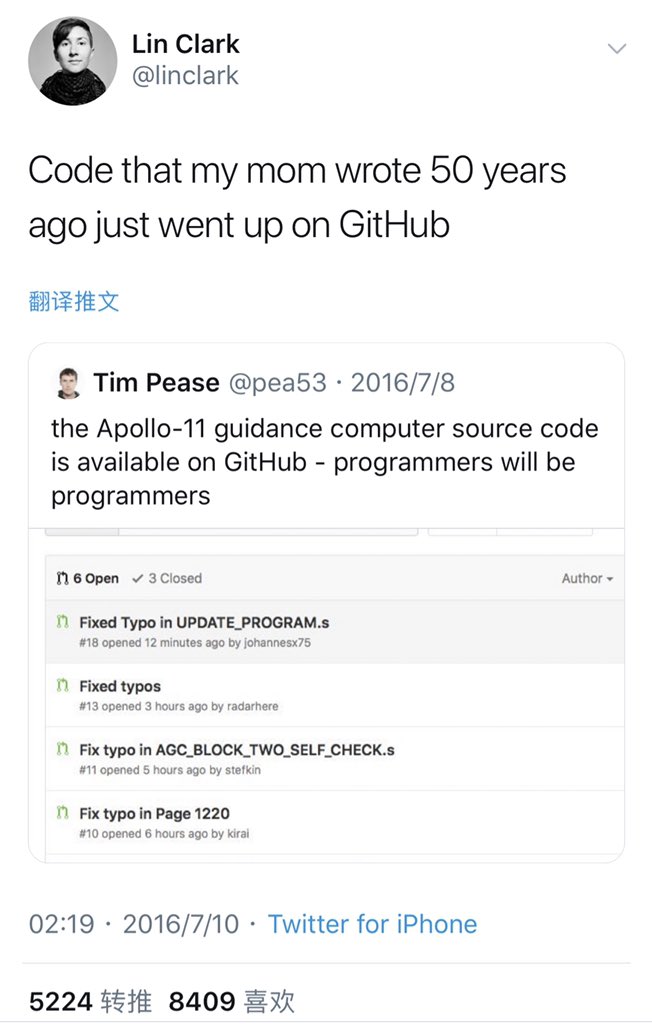 Lin Clark
@linclark
Code that my mom wrote 50 years
ago just went up on GitHub
翻译推文
Tim Pease @pea53 · 2016/7/8
the Apollo-11 guidance computer source code
is available on GitHub - programmers will be
programmers
6 Open ✓ 3 Closed Author
Fixed Typo in UPDATE_PROGRAM.s
#18 opened 12 minutes ago by johannesx75
Fixed typos
#13 opened 3 hours ago by radarhere
Fix typo in AGC_BLOCK_TWO_SELF_CHECK.s
#11 opened 5 hours ago by stefkin
Fix typo in Page 1220
#10 opened 6 hours ago by kirai
02:19 · 2016/7/10 · Twitter for iPhone
5224 转推 8409 喜欢